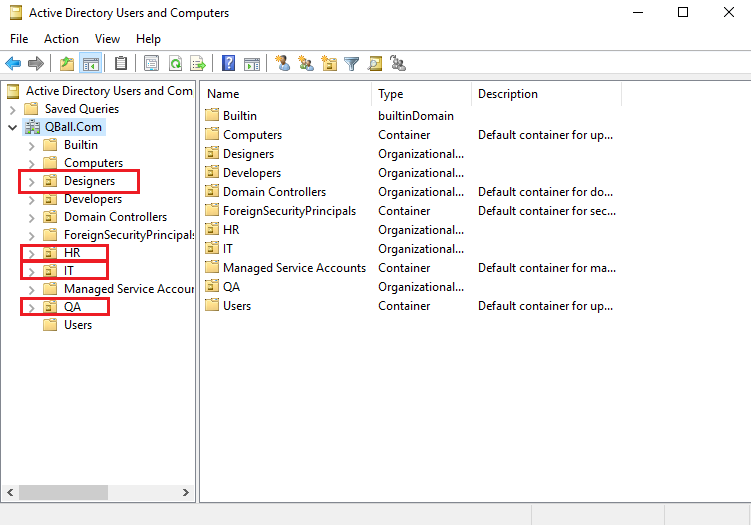 Active Directory Users and Computers
File Action View Help
Active Directory Users and Com
Saved Queries
QBall.Com
Builtin
Computers
Designers
Developers
Domain Controllers
ForeignSecurityPrincipals
HR
IT
Managed Service Accour
QA
Users
Name Type Description
Builtin builtinDomain
Computers Container Default container for up...
Designers Organizational...
Developers Organizational...
Domain Controllers Organizational... Default container for do...
ForeignSecurityPrincipals Container Default container for sec...
HR Organizational...
IT Organizational...
Managed Service Accounts Container Default container for ma...
QA Organizational...
Users Container Default container for up...